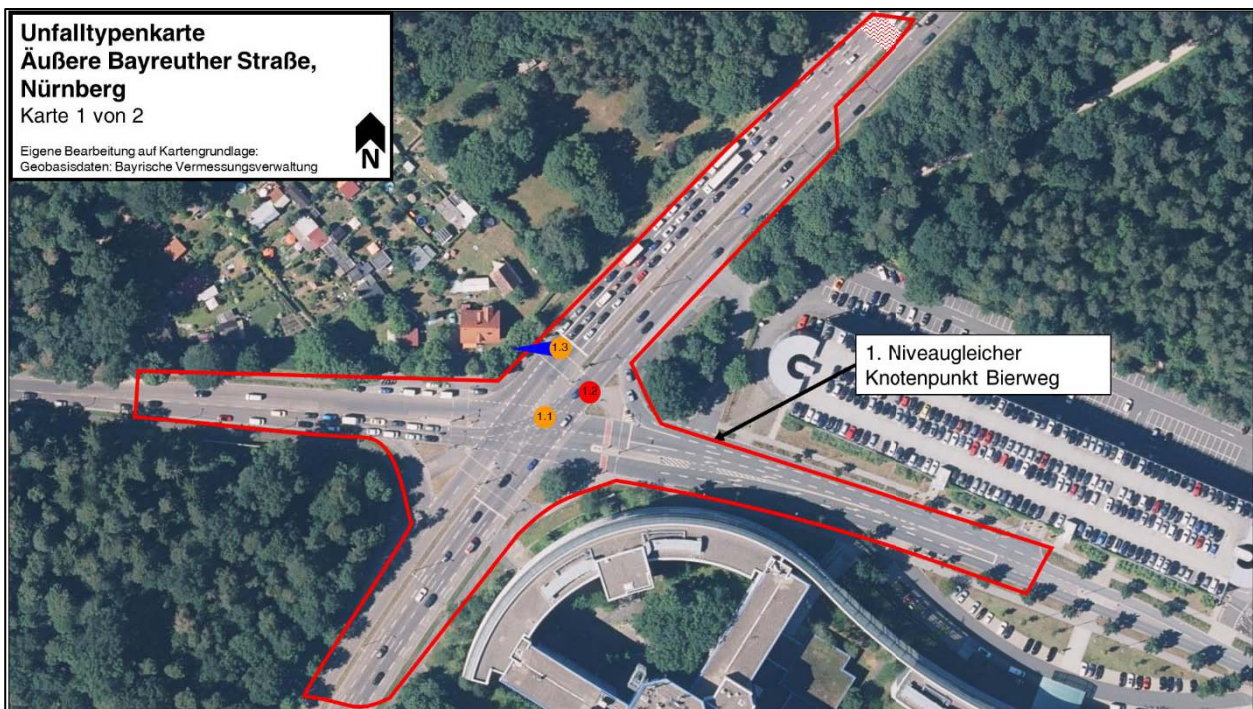 Unfalltypenkarte
Äußere Bayreuther Straße,
Nürnberg
Karte 1 von 2
Eigene Bearbeitung auf Kartengrundlage:
Geobasisdaten: Bayrische Vermessungsverwaltung
N
1.3
1. Niveaugleicher
Knotenpunkt Bierweg
1.2
1.1